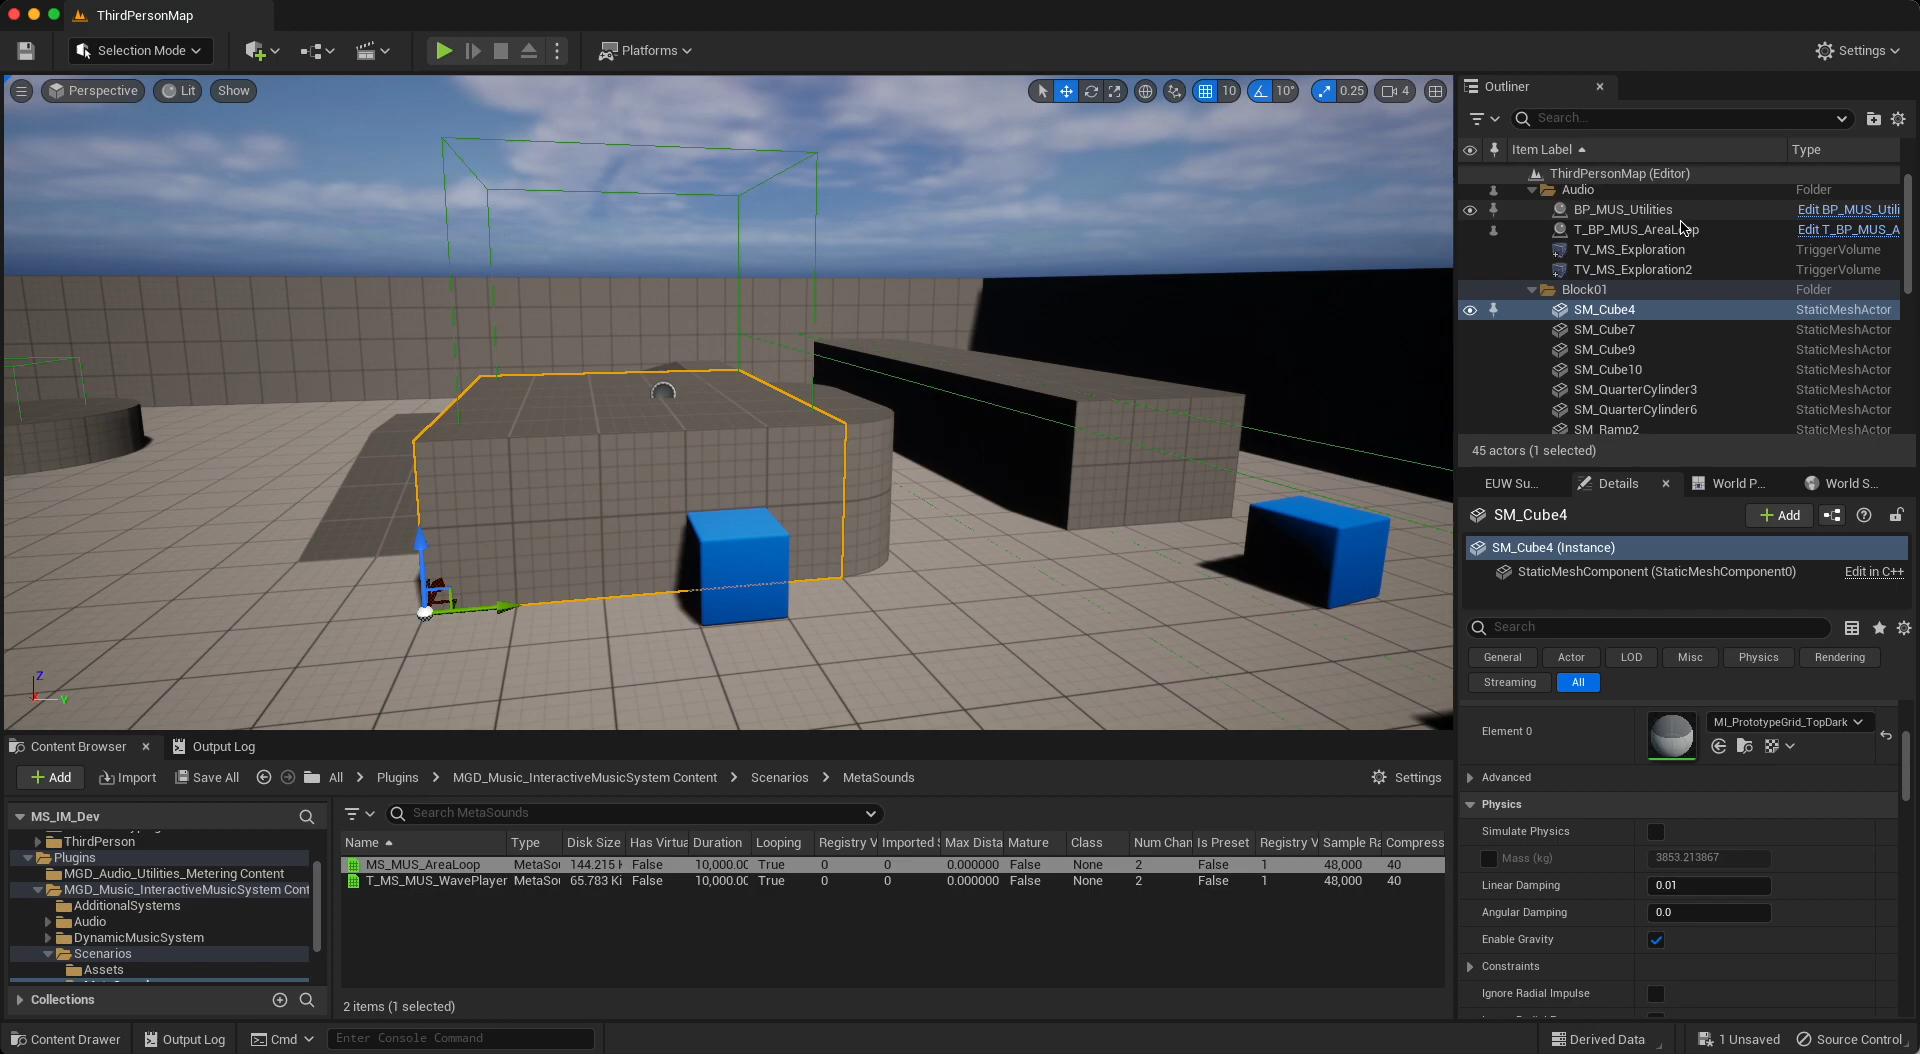 ThirdPersonMap
Selection Mode
Platforms
Settings
Perspective
Lit
Show
10
10°
0.25
4
Z
Y
Outliner
Search...
Item Label
Type
ThirdPersonMap (Editor)
Audio Folder
BP_MUS_Utilities Edit BP_MUS_Utili
T_BP_MUS_AreaLoop Edit T_BP_MUS_A
TV_MS_Exploration TriggerVolume
TV_MS_Exploration2 TriggerVolume
Block01 Folder
SM_Cube4 StaticMeshActor
SM_Cube7 StaticMeshActor
SM_Cube9 StaticMeshActor
SM_Cube10 StaticMeshActor
SM_QuarterCylinder3 StaticMeshActor
SM_QuarterCylinder6 StaticMeshActor
SM_Ramp2 StaticMeshActor
45 actors (1 selected)
EUW Su...
Details
World P...
World S...
SM_Cube4
Add
SM_Cube4 (Instance)
StaticMeshComponent (StaticMeshComponent0) Edit in C++
Search
General Actor LOD Misc Physics Rendering
Streaming All
Element 0
MI_PrototypeGrid_TopDark
Advanced
Physics
Simulate Physics
Mass (kg) 3853.213867
Linear Damping 0.01
Angular Damping 0.0
Enable Gravity
Constraints
Ignore Radial Impulse
Content Browser
Output Log
Add
Import
Save All
All
Plugins
MGD_Music_InteractiveMusicSystem Content
Scenarios
MetaSounds
Settings
MS_IM_Dev
ThirdPerson
Plugins
MGD_Audio_Utilities_Metering Content
MGD_Music_InteractiveMusicSystem Cont
AdditionalSystems
Audio
DynamicMusicSystem
Scenarios
Assets
Collections
Search MetaSounds
Name Type Disk Size Has Virtua Duration Looping Registry V Imported S Max Dista Mature Class Num Chan Is Preset Registry V Sample Ra Compress
MS_MUS_AreaLoop MetaSou 144.215 K False 10,000.00 True 0 0 0.000000 False None 2 False 1 48,000 40
T_MS_MUS_WavePlayer MetaSou 65.783 Ki False 10,000.00 True 0 0 0.000000 False None 2 False 1 48,000 40
2 items (1 selected)
Content Drawer
Output Log
Cmd
Enter Console Command
Derived Data
1 Unsaved
Source Control